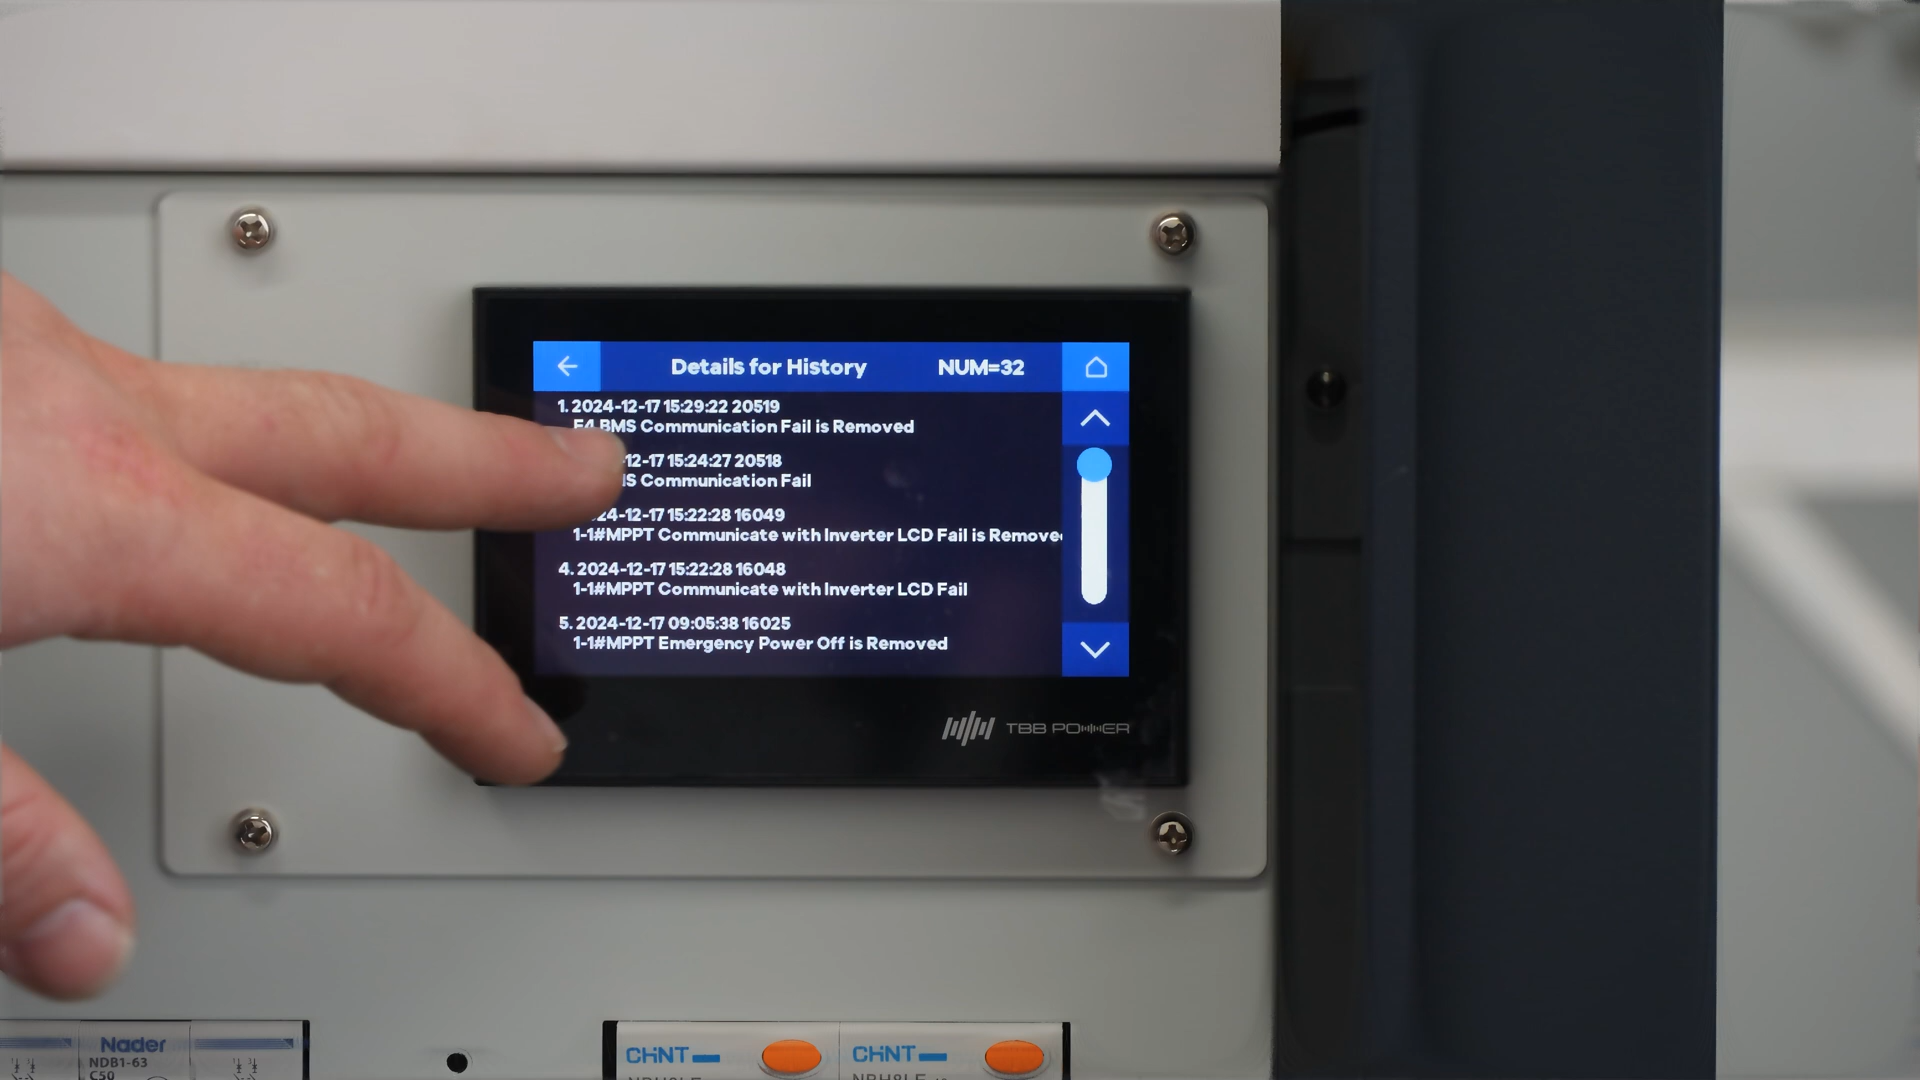 Details for History NUM=32
1. 2024-12-17 15:29:22 20519
BMS Communication Fail is Removed
12-17 15:24:27 20518
Communication Fail
24-12-17 15:22:28 16049
1-1#MPPT Communicate with Inverter LCD Fail is Remove
4. 2024-12-17 15:22:28 16048
1-1#MPPT Communicate with Inverter LCD Fail
5. 2024-12-17 09:05:38 16025
1-1#MPPT Emergency Power Off is Removed
TBB POWER
Nader
NDB1-63
C50
CHNT
CHNT